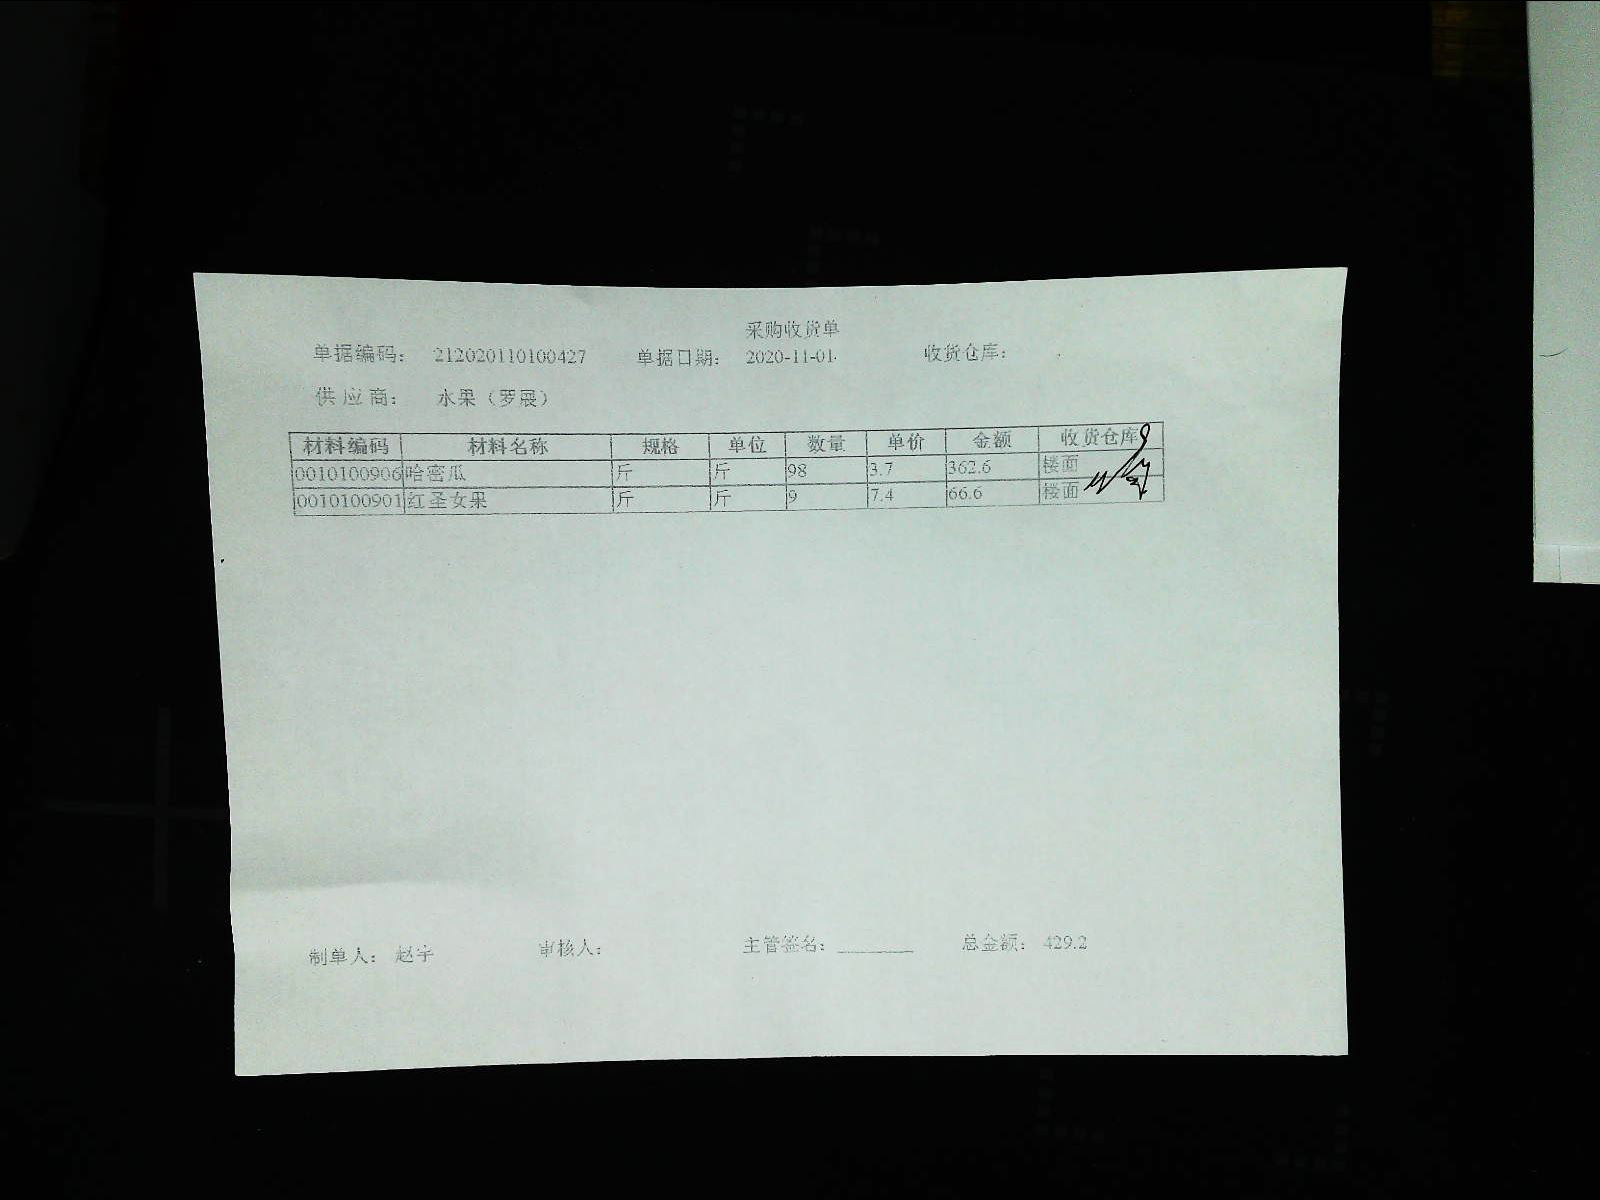 采购收货单
单据编码: 212020110100427 单据日期: 2020-11-01 收货仓库:
供应商: 水果（罗晨）
材料编码 材料名称 规格 单位 数量 单价 金额 收货仓库
0010100906 哈密瓜 斤 斤 98 3.7 362.6 楼面
0010100901 红圣女果 斤 斤 9 7.4 66.6 楼面
制单人: 赵宇 审核人: 主管签名: 总金额: 429.2